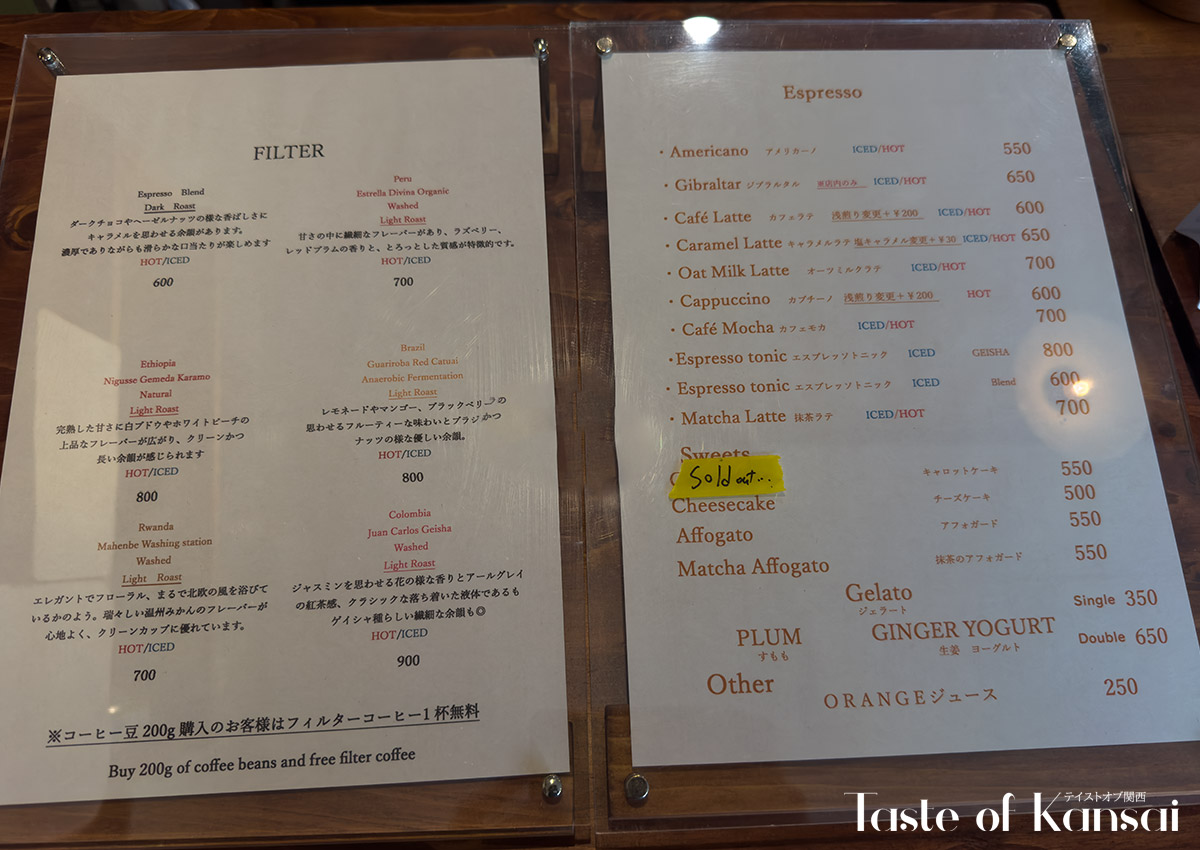 FILTER
Espresso Blend
Dark Roast
ダークチョコやヘーゼルナッツの様な香ばしさに
キャラメルを思わせる余韻があります。
濃厚でありながらも滑らかな口当たりが楽しめます
HOT/ICED
600
Peru
Estrella Divina Organic
Washed
Light Roast
甘さの中に繊細なフレーバーがあり、ラズベリー、
レッドプラムの香りと、とろっとした質感が特徴的です。
HOT/ICED
700
Ethiopia
Nigusse Gemeda Karamo
Natural
Light Roast
完熟した甘さに白ブドウやホワイトピーチの
上品なフレーバーが広がり、クリーンかつ
長い余韻が感じられます
HOT/ICED
800
Brazil
Guariroba Red Catuai
Anaerobic Fermentation
Light Roast
レモネードやマンゴー、ブラックベリーの
思わせるフルーティーな味わいとブラジかつ
ナッツの様な優しい余韻。
HOT/ICED
800
Rwanda
Mahenbe Washing station
Washed
Light Roast
エレガントでフローラル、まるで北欧の風を浴びて
いるかのよう。瑞々しい温州みかんのフレーバーが
心地よく、クリーンカップに優れています。
HOT/ICED
700
Colombia
Juan Carlos Geisha
Washed
Light Roast
ジャスミンを思わせる花の様な香りとアールグレイ
の紅茶感、クラシックな落ち着いた液体であるも
ゲイシャ種らしい繊細な余韻も◎
HOT/ICED
900
※コーヒー豆 200g 購入のお客様はフィルターコーヒー1 杯無料
Buy 200g of coffee beans and free filter coffee
Espresso
・Americano アメリカーノ ICED/HOT 550
・Gibraltar ジブラルタル 店内のみ ICED/HOT 650
・Café Latte カフェラテ 浅煎り変更+￥200 ICED/HOT 600
・Caramel Latte キャラメルラテ 塩キャラメル変更+￥30 ICED/HOT 650
・Oat Milk Latte オーツミルクラテ ICED/HOT 700
・Cappuccino カプチーノ 浅煎り変更+￥200 HOT 600
・Café Mocha カフェモカ ICED/HOT 700
・Espresso tonic エスプレッソトニック ICED GEISHA 800
・Espresso tonic エスプレッソトニック ICED Blend 600
・Matcha Latte 抹茶ラテ ICED/HOT 700
Sweets
Sold out... キャロットケーキ 550
Cheesecake チーズケーキ 500
Affogato アフォガード 550
Matcha Affogato 抹茶のアフォガード 550
Gelato
ジェラート
Single 350
PLUM
すもも
GINGER YOGURT
生姜 ヨーグルト
Double 650
Other
ORANGEジュース 250
テイストオブ関西
Taste of Kansai